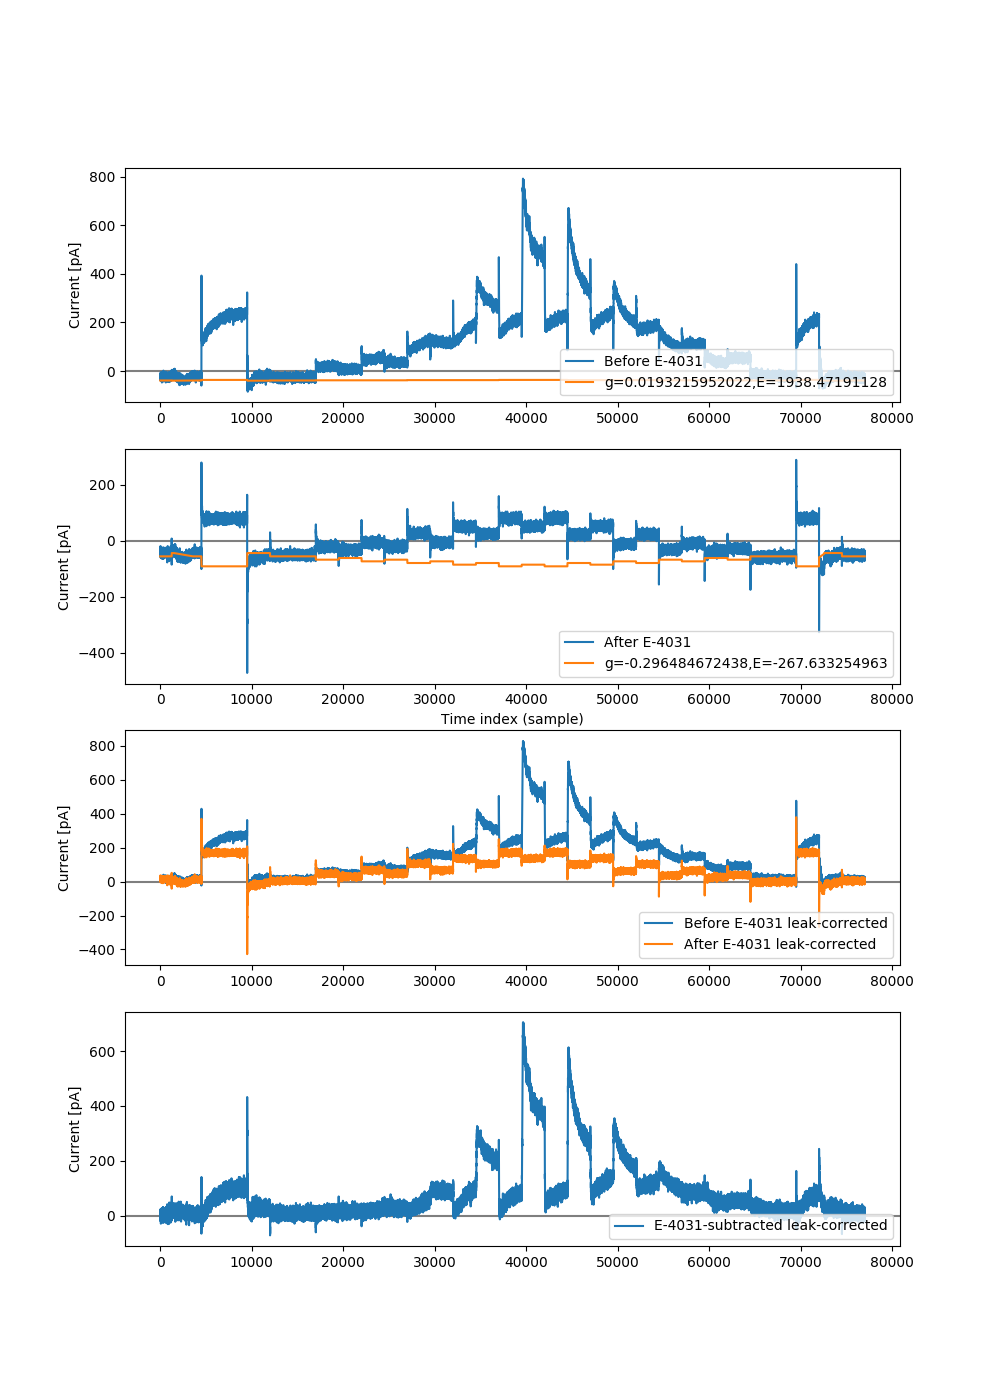 800
600
400
200
0
Current [pA]
Before E-4031
g=0.0193215952022,E=1938.47191128
0 10000 20000 30000 40000 50000 60000 70000 80000
200
0
−200
−400
Current [pA]
After E-4031
g=-0.296484672438,E=-267.633254963
0 10000 20000 30000 40000 50000 60000 70000 80000
Time index (sample)
800
600
400
200
0
−200
−400
Current [pA]
Before E-4031 leak-corrected
After E-4031 leak-corrected
0 10000 20000 30000 40000 50000 60000 70000 80000
600
400
200
0
Current [pA]
E-4031-subtracted leak-corrected
0 10000 20000 30000 40000 50000 60000 70000 80000